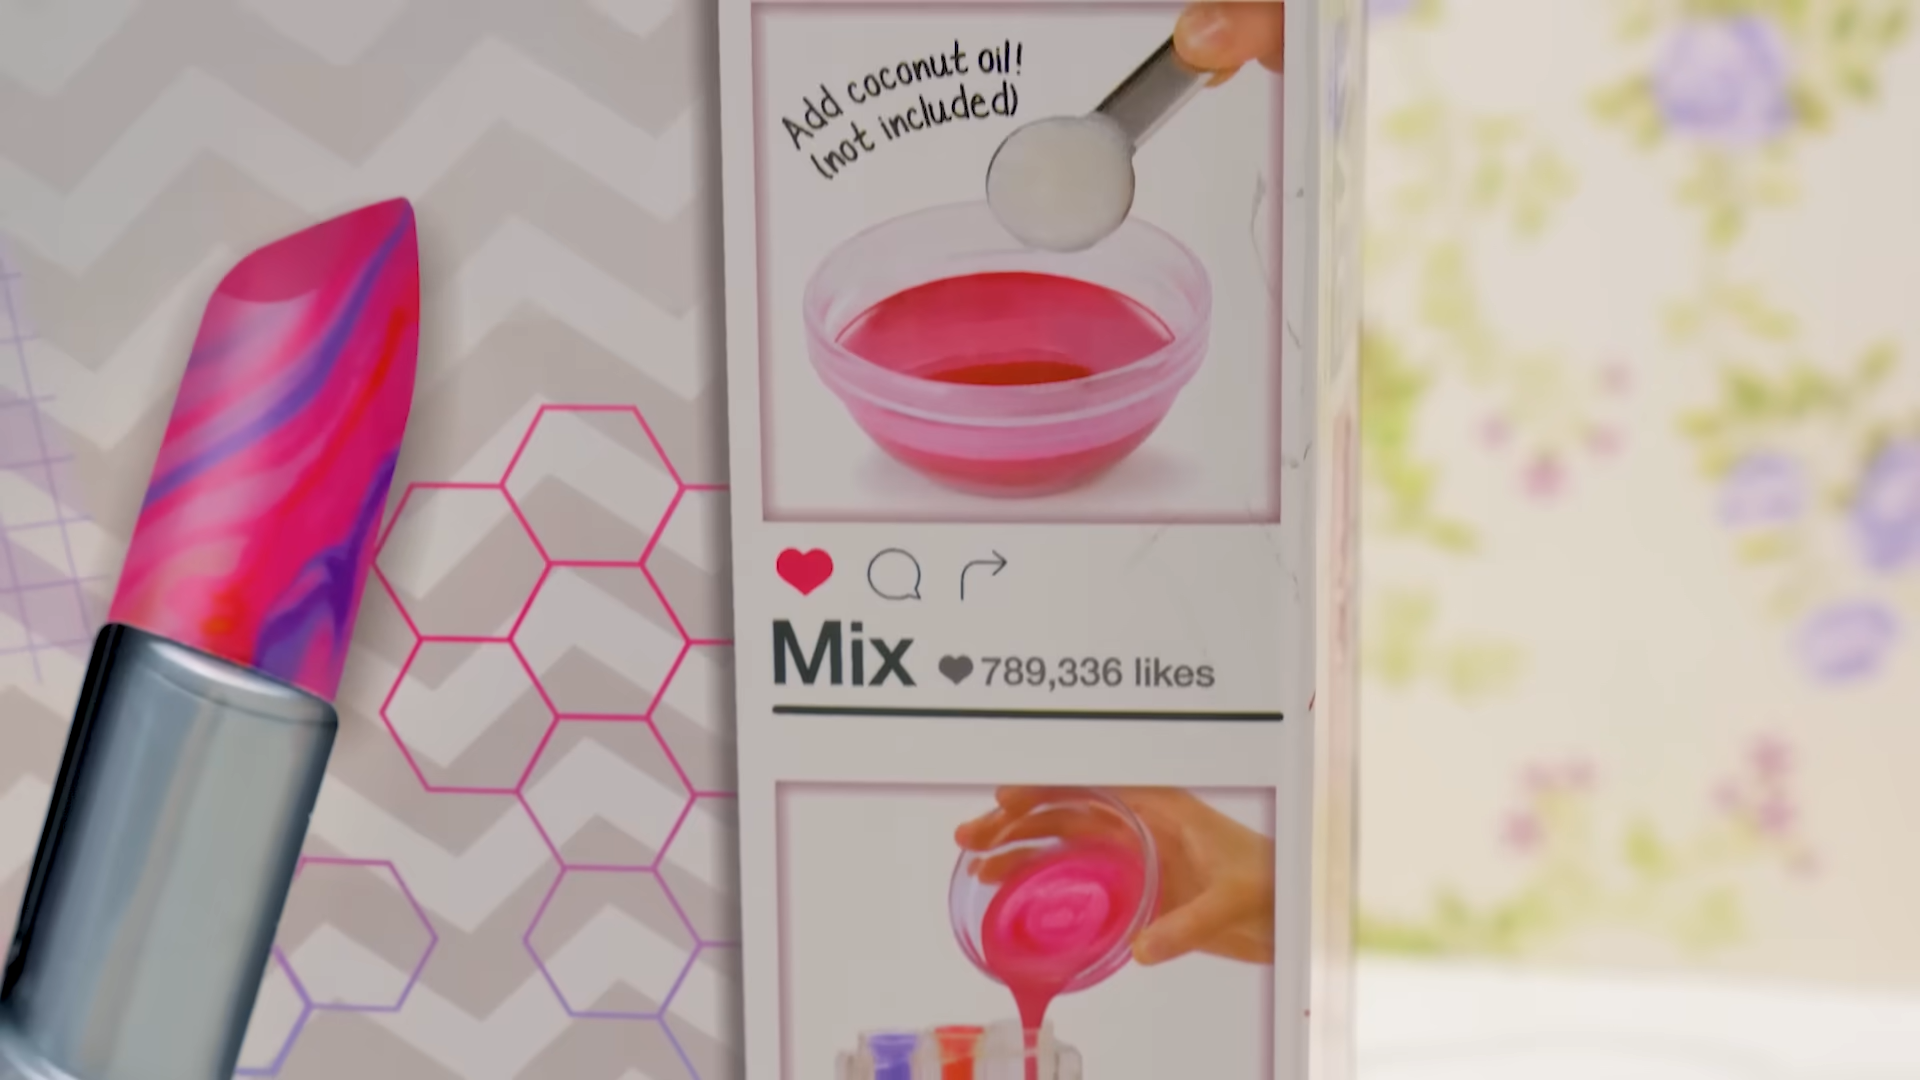 Add coconut oil!
(not included)
Mix 789,336 likes